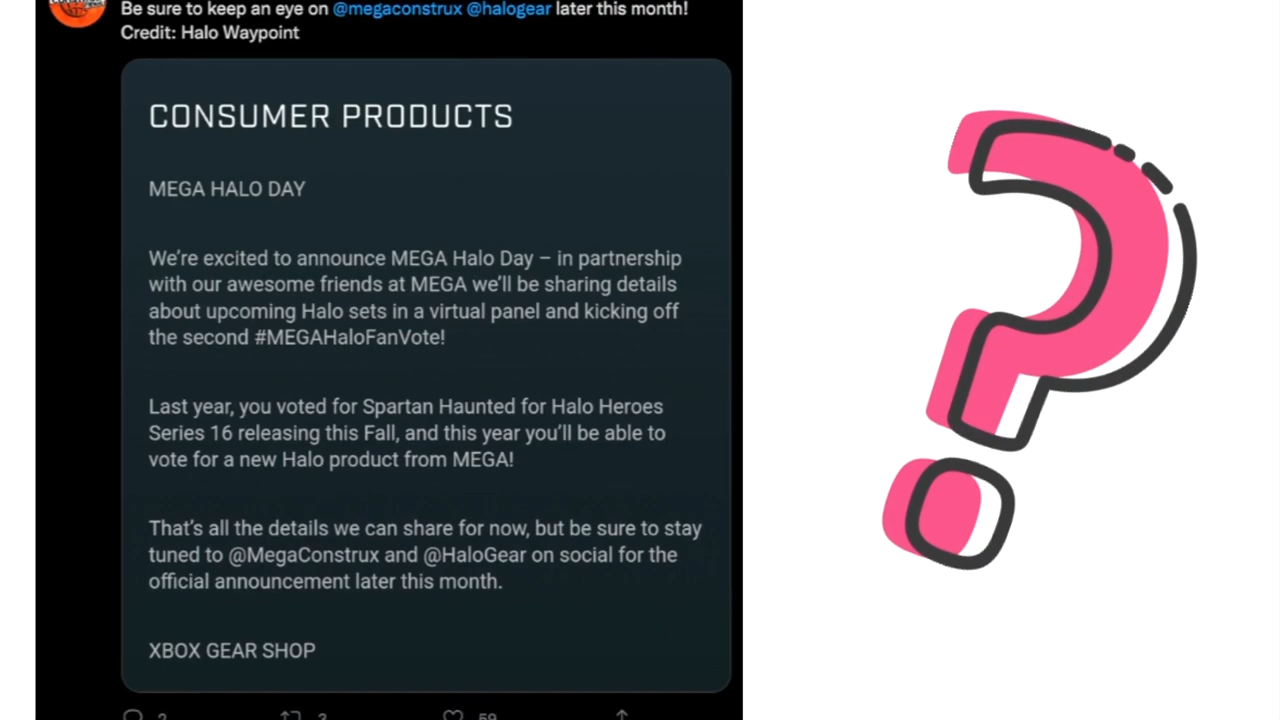 Be sure to keep an eye on @megaconstrux @halogear later this month!
Credit: Halo Waypoint
CONSUMER PRODUCTS
MEGA HALO DAY
We're excited to announce MEGA Halo Day – in partnership
with our awesome friends at MEGA we'll be sharing details
about upcoming Halo sets in a virtual panel and kicking off
the second #MEGAHaloFanVote!
Last year, you voted for Spartan Haunted for Halo Heroes
Series 16 releasing this Fall, and this year you'll be able to
vote for a new Halo product from MEGA!
That's all the details we can share for now, but be sure to stay
tuned to @MegaConstrux and @HaloGear on social for the
official announcement later this month.
XBOX GEAR SHOP
2 3 59
?